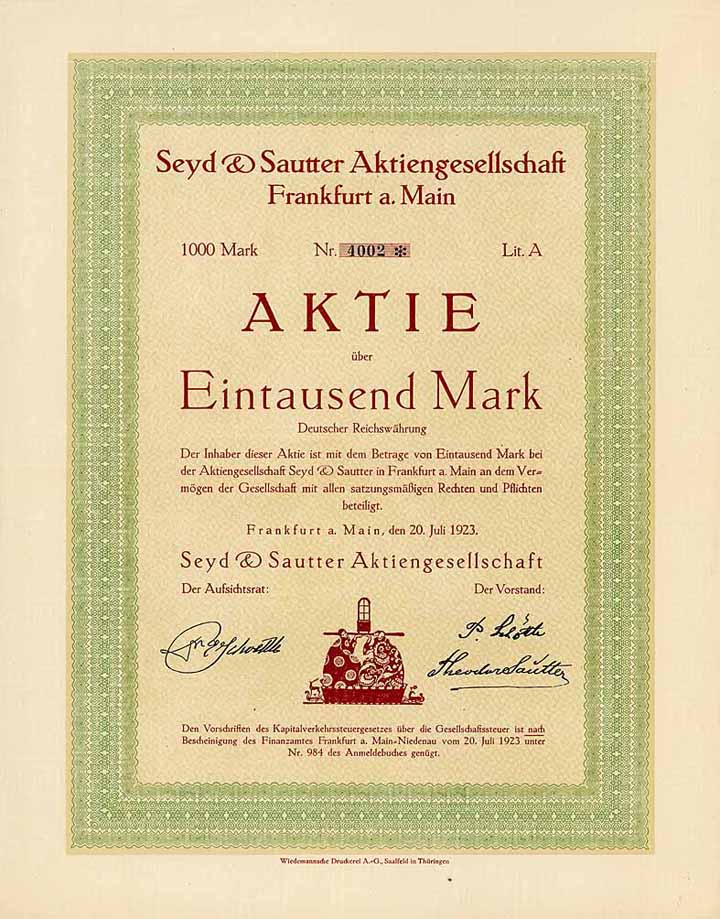 Seyd & Sautter Aktiengesellschaft
Frankfurt a. Main
1000 Mark Nr. 4002 ✻ Lit. A
AKTIE
über
Eintausend Mark
Deutscher Reichswährung
Der Inhaber dieser Aktie ist mit dem Betrage von Eintausend Mark bei
der Aktiengesellschaft Seyd & Sautter in Frankfurt a. Main an dem Ver=
mögen der Gesellschaft mit allen satzungsmäßigen Rechten und Pflichten
beteiligt.
Frankfurt a. Main, den 20. Juli 1923.
Seyd & Sautter Aktiengesellschaft
Der Aufsichtsrat: Der Vorstand:
Theodor Sautter
Den Vorschriften des Kapitalverkehrssteuergesetzes über die Gesellschaftssteuer ist nach
Bescheinigung des Finanzamtes Frankfurt a. Main-Niedenau vom 20. Juli 1923 unter
Nr. 984 des Anmeldebuches genügt.
Wiedemannsche Druckerei A.-G., Saalfeld in Thüringen